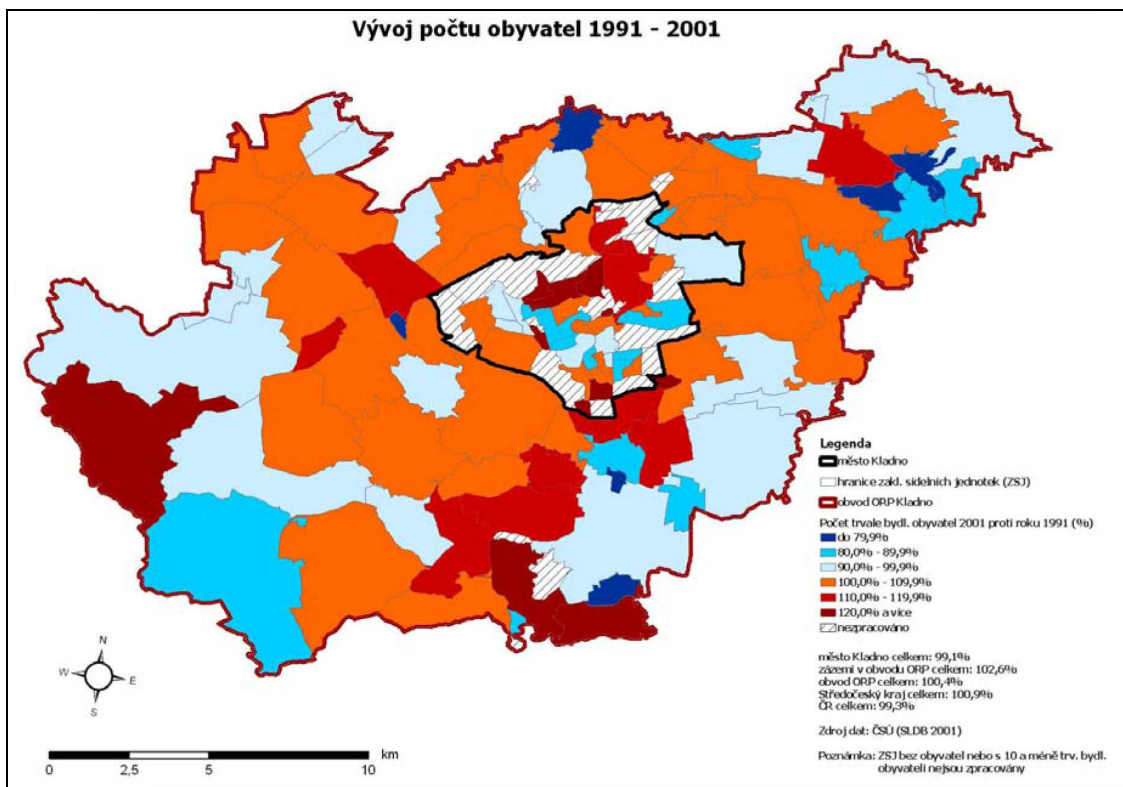 Vývoj počtu obyvatel 1991 - 2001
Legenda
město Kladno
hranice zakl. sídelních jednotek (ZSJ)
obvod ORP Kladno
Počet trvale bydl. obyvatel 2001 proti roku 1991 (%)
do 79,9%
80,0% - 89,9%
90,0% - 99,9%
100,0% - 109,9%
110,0% - 119,9%
120,0% a více
nezpracováno
město Kladno celkem: 99,1%
zázemí v obvodu ORP celkem: 102,6%
obvod ORP celkem: 100,4%
Středočeský kraj celkem: 100,9%
ČR celkem: 99,3%
Zdroj dat: ČSÚ (SLDB 2001)
Poznámka: ZSJ bez obyvatel nebo s 10 a méně trv. bydl.
obyvateli nejsou zpracovány
N
W
E
S
km
0 2,5 5 10